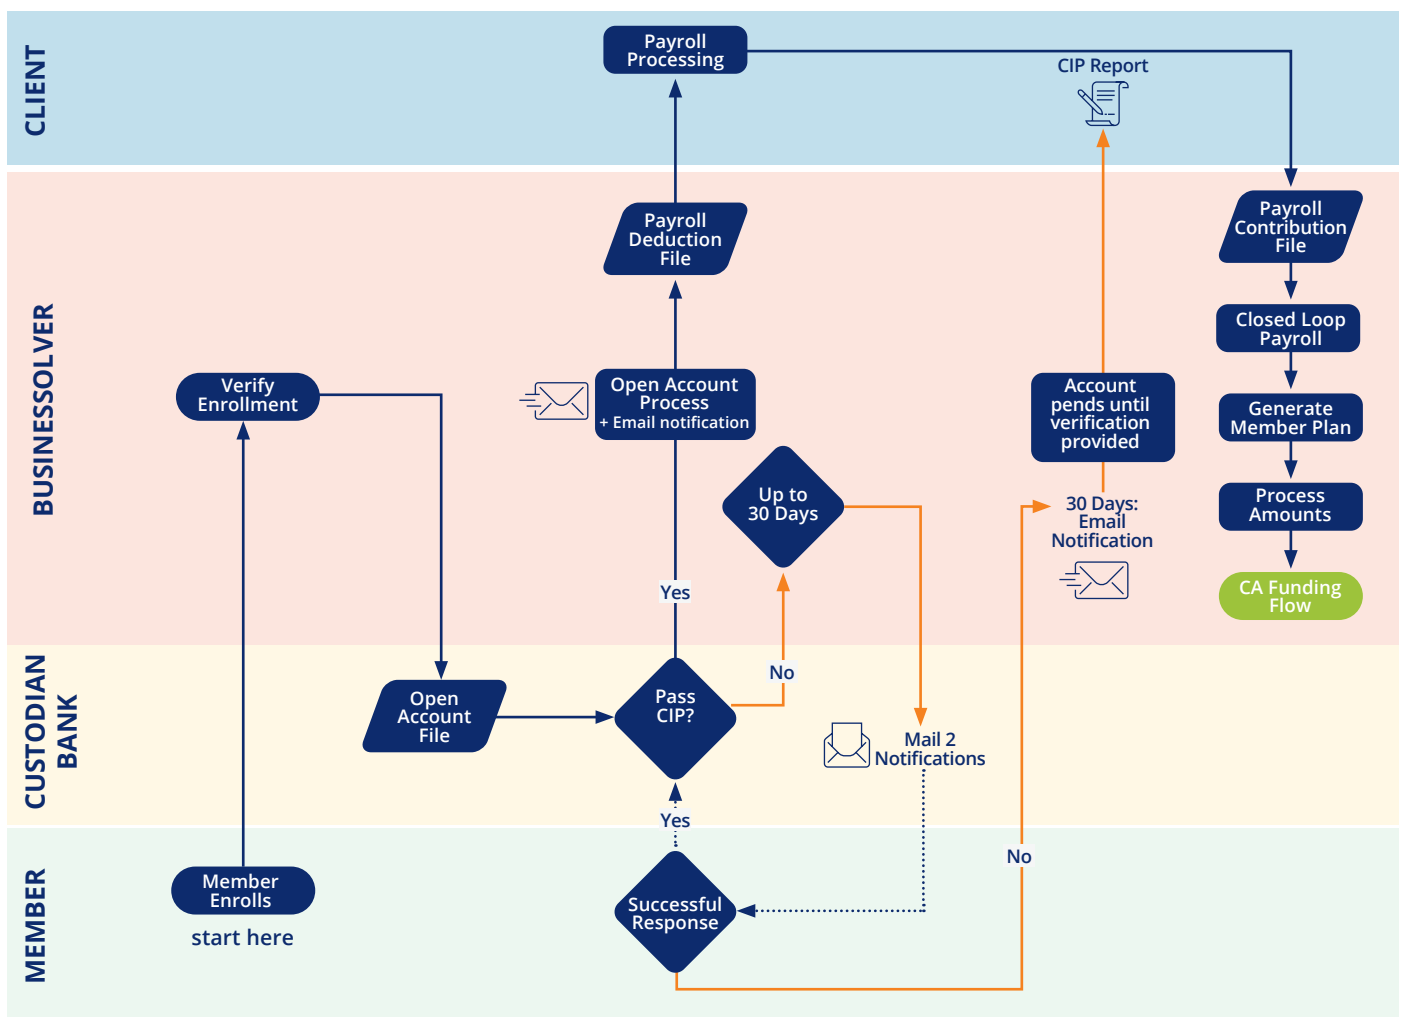 CLIENT
Payroll
Processing
CIP Report
BUSINESSOLVER
Payroll
Deduction
File
Payroll
Contribution
File
Closed Loop
Payroll
Verify
Enrollment
Open Account
Process
+ Email notification
Account
pends until
verification
provided
Generate
Member Plan
Up to
30 Days
30 Days:
Email
Notification
Process
Amounts
Yes
CA Funding
Flow
CUSTODIAN
BANK
No
Open
Account
File
Pass
CIP?
Mail 2
Notifications
Yes
MEMBER
No
Member
Enrolls
start here
Successful
Response